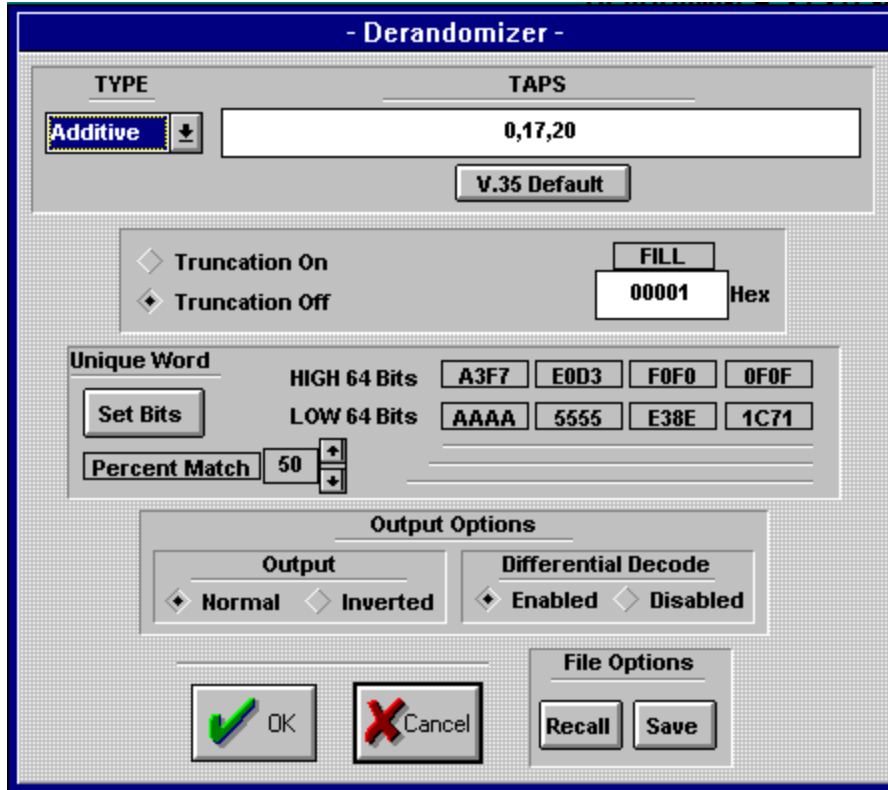 - Derandomizer -
TYPE TAPS
Additive 0,17,20
V.35 Default
Truncation On FILL
Truncation Off 00001 Hex
Unique Word
HIGH 64 Bits A3F7 E0D3 F0F0 0F0F
Set Bits LOW 64 Bits AAAA 5555 E38E 1C71
Percent Match 50
Output Options
Output Differential Decode
Normal Inverted Enabled Disabled
File Options
OK Cancel Recall Save